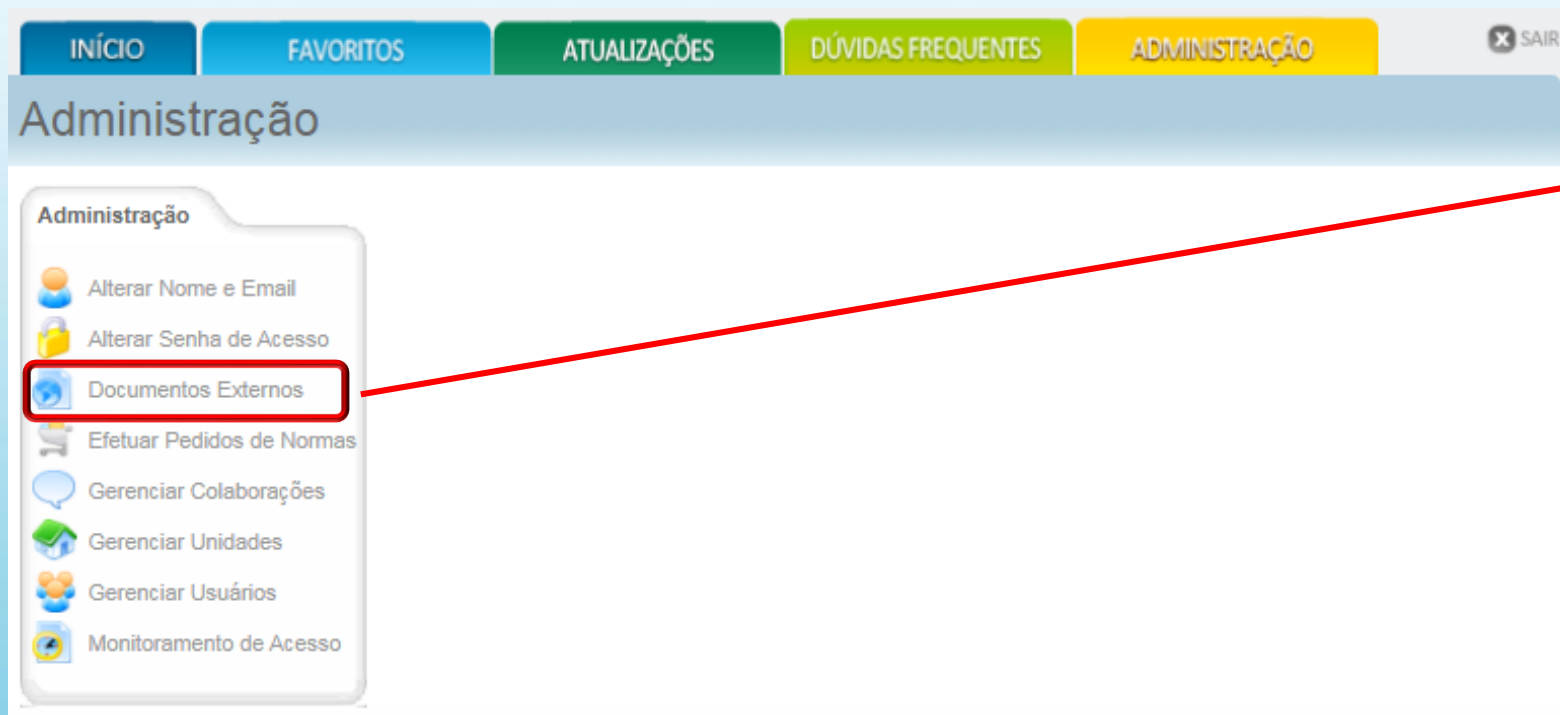 INÍCIO FAVORITOS ATUALIZAÇÕES DÚVIDAS FREQUENTES ADMINISTRAÇÃO X SAIR
Administração
Administração
Alterar Nome e Email
Alterar Senha de Acesso
Documentos Externos
Efetuar Pedidos de Normas
Gerenciar Colaborações
Gerenciar Unidades
Gerenciar Usuários
Monitoramento de Acesso